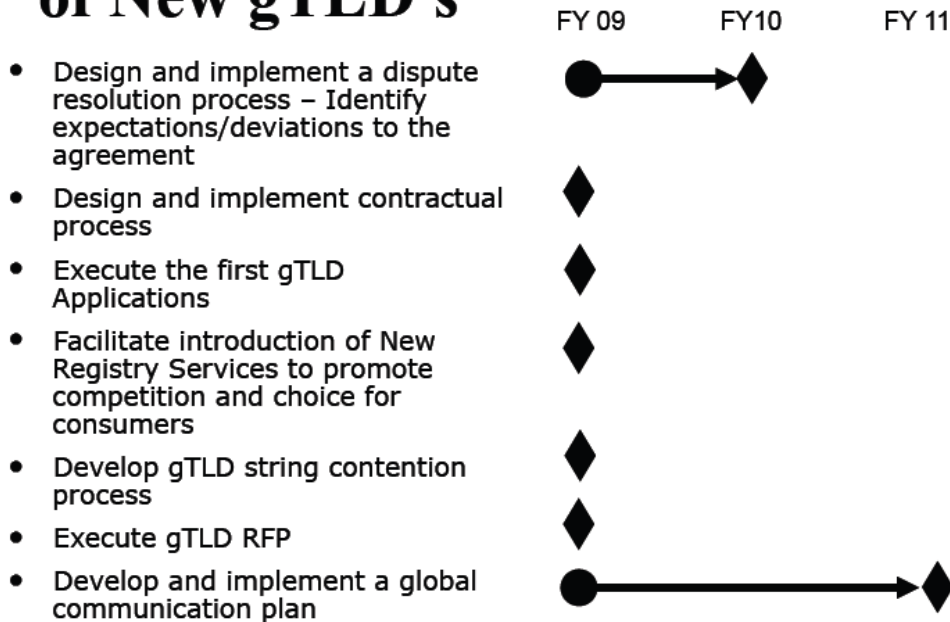 of New gTLD's
FY 09 FY10 FY 11
• Design and implement a dispute
resolution process – Identify
expectations/deviations to the
agreement
• Design and implement contractual
process
• Execute the first gTLD
Applications
• Facilitate introduction of New
Registry Services to promote
competition and choice for
consumers
• Develop gTLD string contention
process
• Execute gTLD RFP
• Develop and implement a global
communication plan